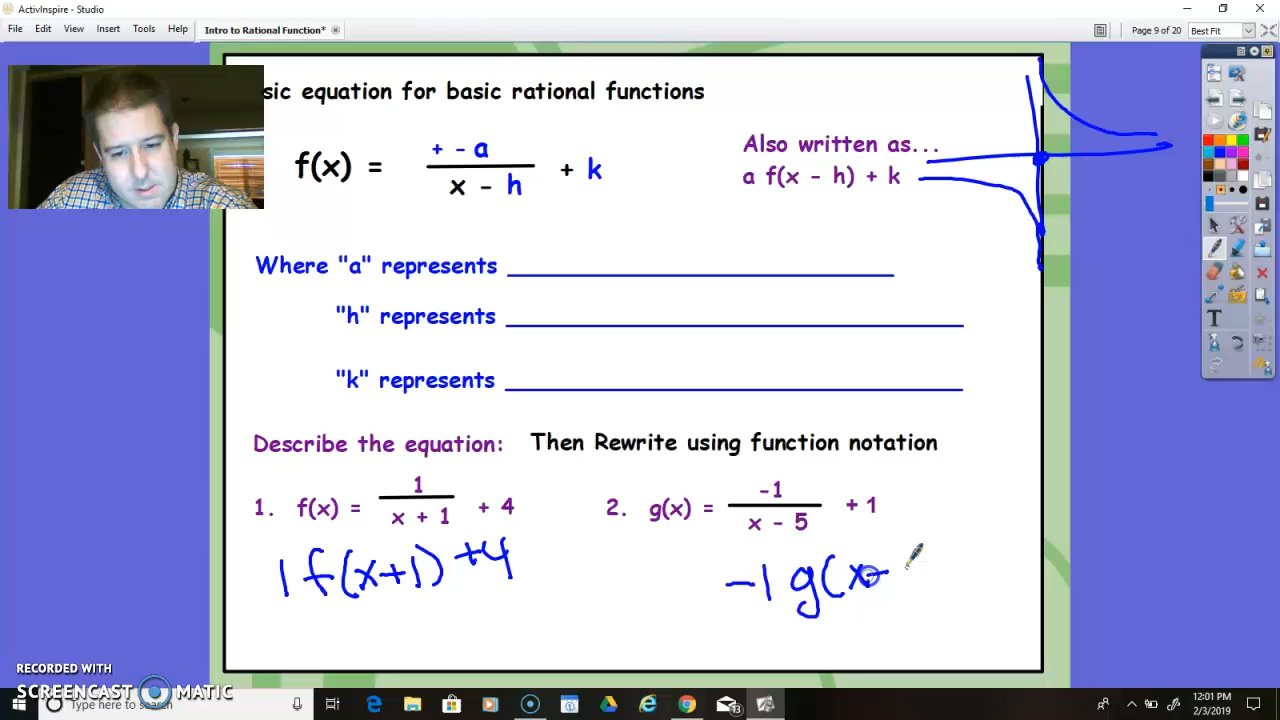 ActivInspire - Studio
File Edit View Insert Tools Help
Intro to Rational Function*
Page 9 of 20
Best Fit
sic equation for basic rational functions
f(x) = + - a / x - h + k
Also written as...
a f(x - h) + k
Where "a" represents
"h" represents
"k" represents
Describe the equation: Then Rewrite using function notation
1. f(x) = 1 / x + 1 + 4
2. g(x) = -1 / x - 5 + 1
1 f(x+1) +4
-1 g(x-
RECORDED WITH
SCREENCAST MATIC
Type here to search
13
12:01 PM
2/3/2019